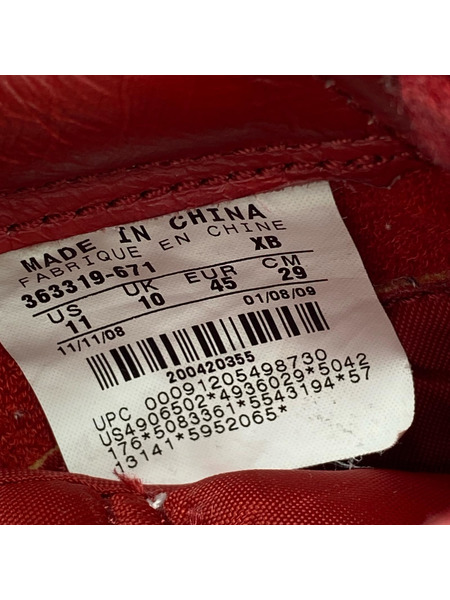 MADE IN CHINA
FABRIQUE EN CHINE
363319-671 XB
US UK EUR CM
11 10 45 29
11/11/08 01/08/09
200420355
UPC 00091205498730
US4906502*4936029*5042
176*5083361*5543194*57
13141*5952065*